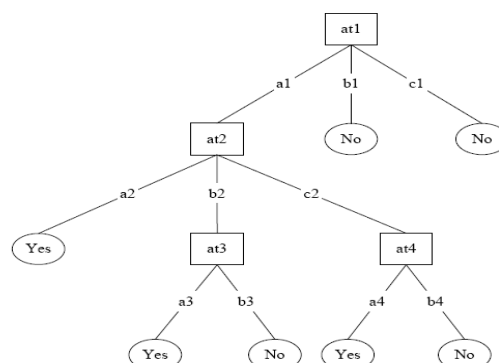 at1
a1 b1 c1
at2 No No
a2 b2 c2
Yes at3 at4
a3 b3 a4 b4
Yes No Yes No